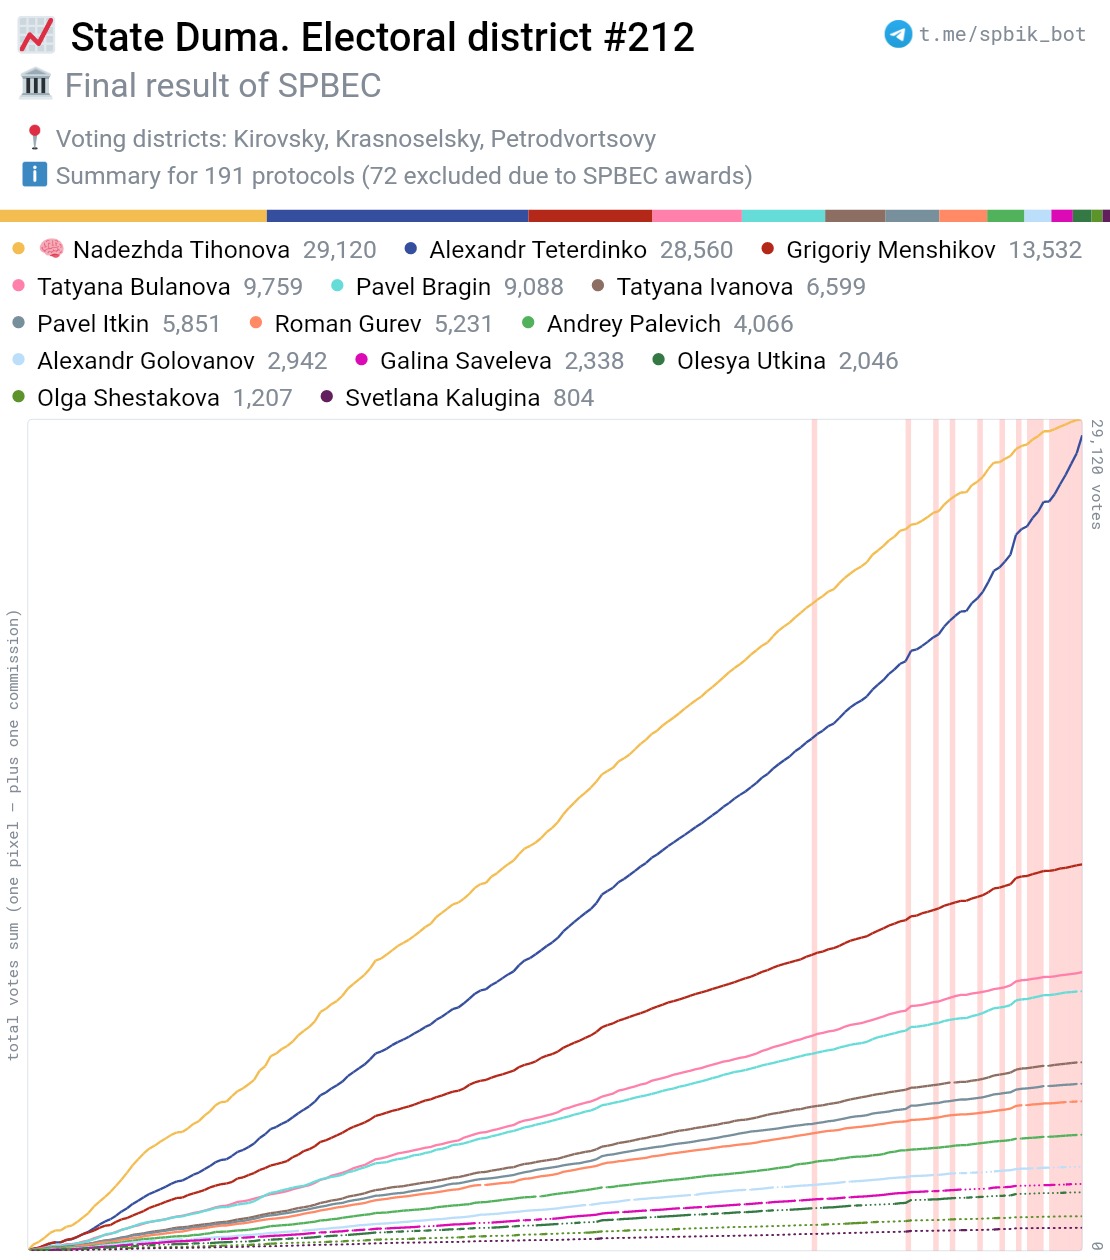 State Duma. Electoral district #212
t.me/spbik_bot
Final result of SPBEC
Voting districts: Kirovsky, Krasnoselsky, Petrodvortsovy
Summary for 191 protocols (72 excluded due to SPBEC awards)
Nadezhda Tihonova 29,120 Alexandr Teterdinko 28,560 Grigoriy Menshikov 13,532
Tatyana Bulanova 9,759 Pavel Bragin 9,088 Tatyana Ivanova 6,599
Pavel Itkin 5,851 Roman Gurev 5,231 Andrey Palevich 4,066
Alexandr Golovanov 2,942 Galina Saveleva 2,338 Olesya Utkina 2,046
Olga Shestakova 1,207 Svetlana Kalugina 804
29,120 votes
total votes sum (one pixel — plus one commission)
0